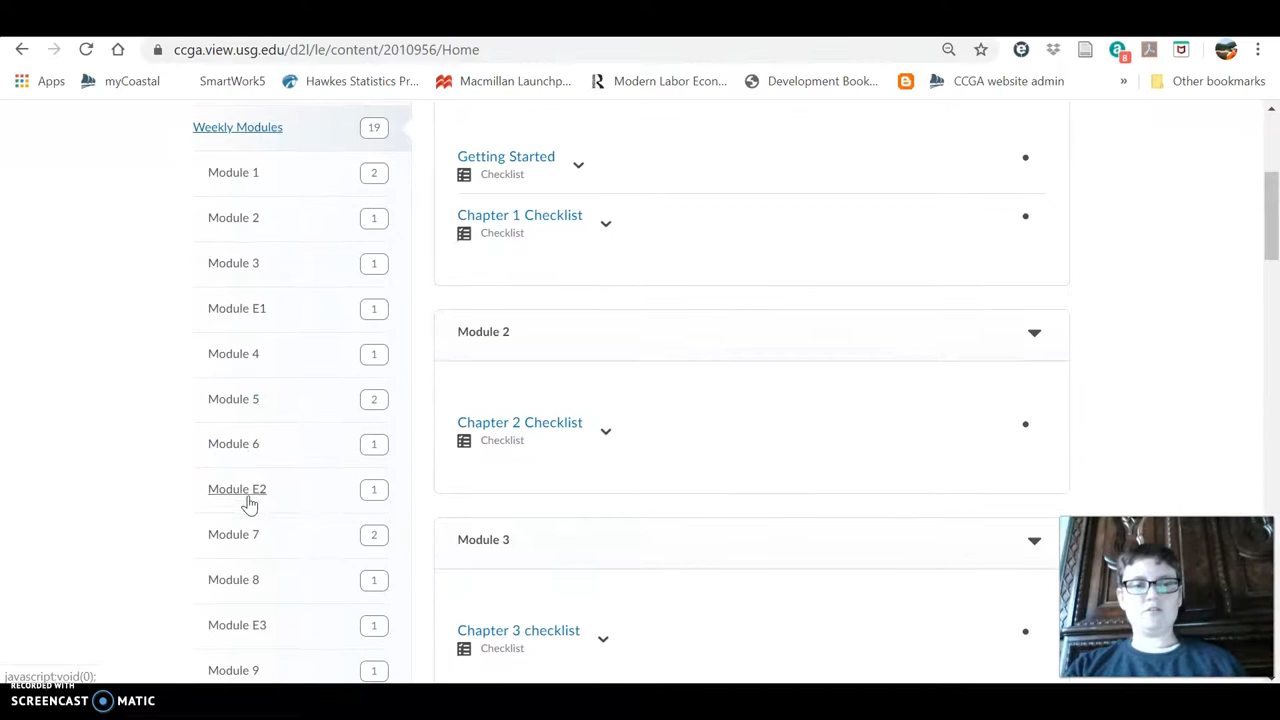 ccga.view.usg.edu/d2l/le/content/2010956/Home
8
Apps myCoastal SmartWork5 Hawkes Statistics Pr... Macmillan Launchp... R Modern Labor Econ... Development Book... CCGA website admin » Other bookmarks
Weekly Modules 19
Module 1 2
Module 2 1
Module 3 1
Module E1 1
Module 4 1
Module 5 2
Module 6 1
Module E2 1
Module 7 2
Module 8 1
Module E3 1
Module 9 1
Getting Started
Checklist
Chapter 1 Checklist
Checklist
Module 2
Chapter 2 Checklist
Checklist
Module 3
Chapter 3 checklist
Checklist
javascript:void(0);
RECORDED WITH
SCREENCAST MATIC